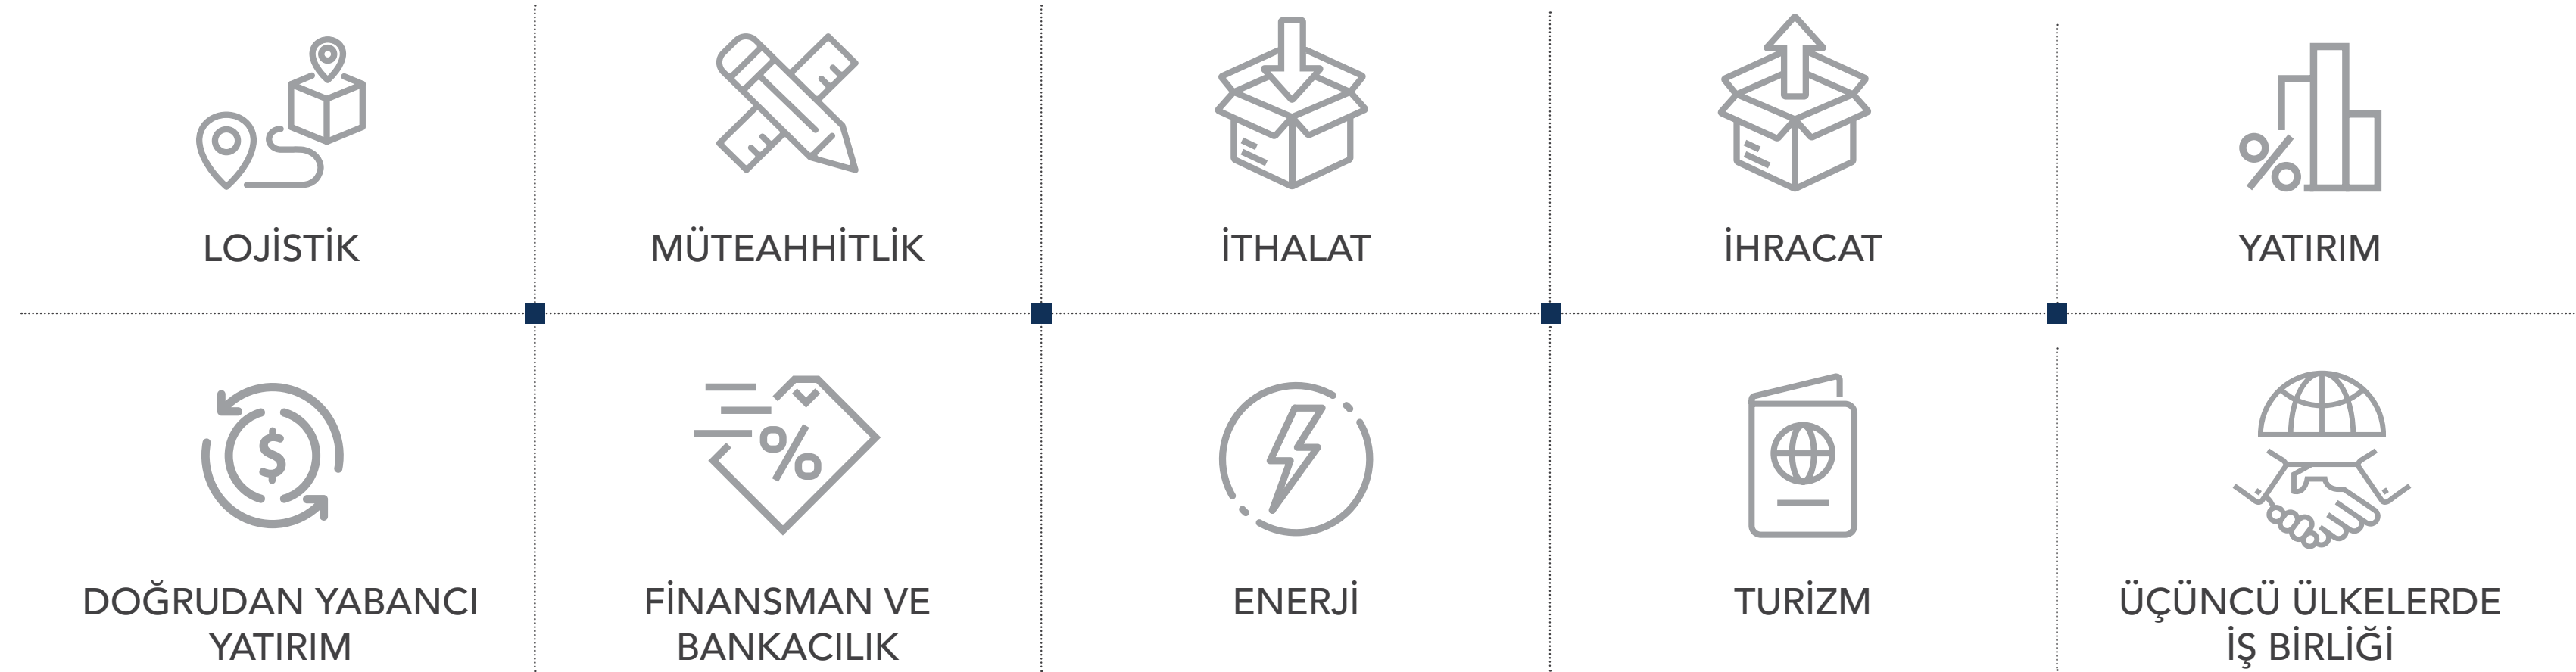 LOJİSTİK
MÜTEAHHİTLİK
İTHALAT
İHRACAT
YATIRIM
DOĞRUDAN YABANCI
YATIRIM
FİNANSMAN VE
BANKACILIK
ENERJİ
TURİZM
ÜÇÜNCÜ ÜLKELERDE
İŞ BİRLİĞİ